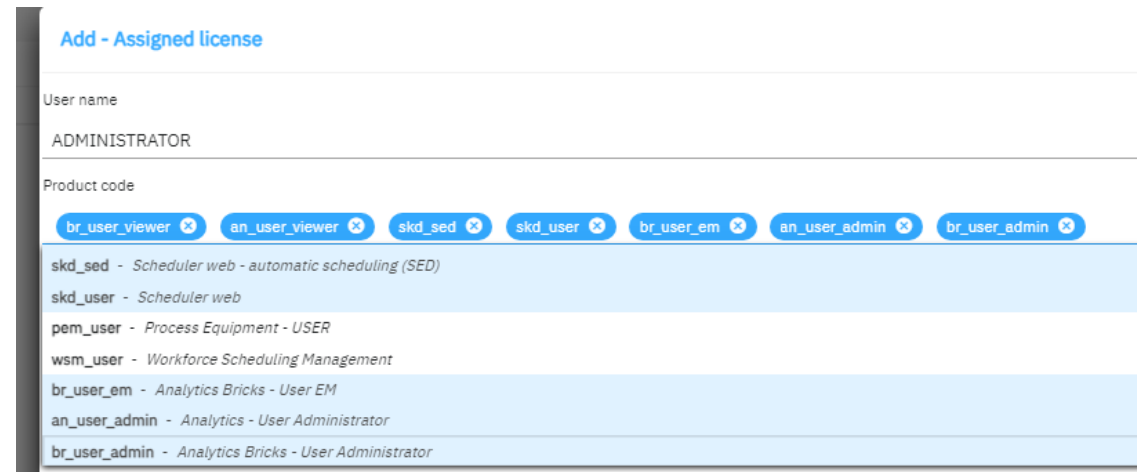 Add - Assigned license
User name
ADMINISTRATOR
Product code
br_user_viewer an_user_viewer skd_sed skd_user br_user_em an_user_admin br_user_admin
skd_sed - Scheduler web - automatic scheduling (SED)
skd_user - Scheduler web
pem_user - Process Equipment - USER
wsm_user - Workforce Scheduling Management
br_user_em - Analytics Bricks - User EM
an_user_admin - Analytics - User Administrator
br_user_admin - Analytics Bricks - User Administrator